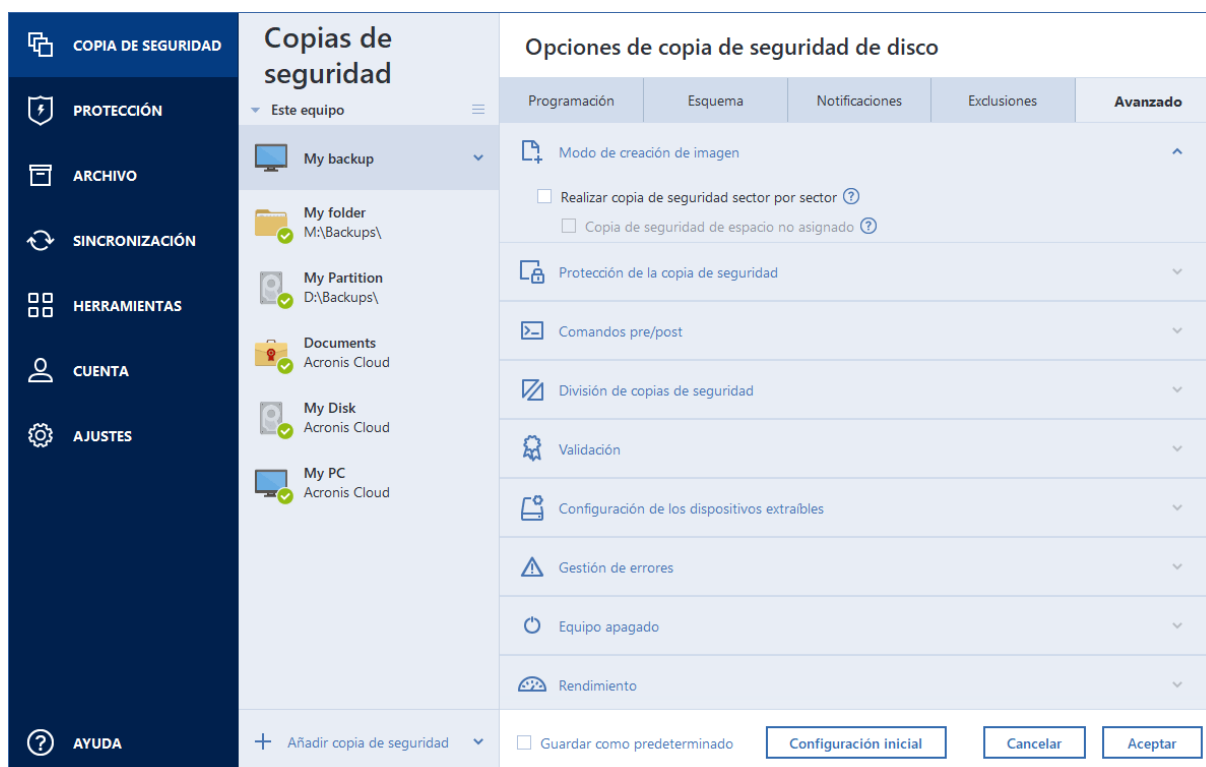 COPIA DE SEGURIDAD
PROTECCIÓN
ARCHIVO
SINCRONIZACIÓN
HERRAMIENTAS
CUENTA
AJUSTES
AYUDA
Copias de
seguridad
Este equipo
My backup
My folder
M:\Backups\
My Partition
D:\Backups\
Documents
Acronis Cloud
My Disk
Acronis Cloud
My PC
Acronis Cloud
Añadir copia de seguridad
Opciones de copia de seguridad de disco
Programación
Esquema
Notificaciones
Exclusiones
Avanzado
Modo de creación de imagen
Realizar copia de seguridad sector por sector ?
Copia de seguridad de espacio no asignado ?
Protección de la copia de seguridad
Comandos pre/post
División de copias de seguridad
Validación
Configuración de los dispositivos extraíbles
Gestión de errores
Equipo apagado
Rendimiento
Guardar como predeterminado
Configuración inicial
Cancelar
Aceptar